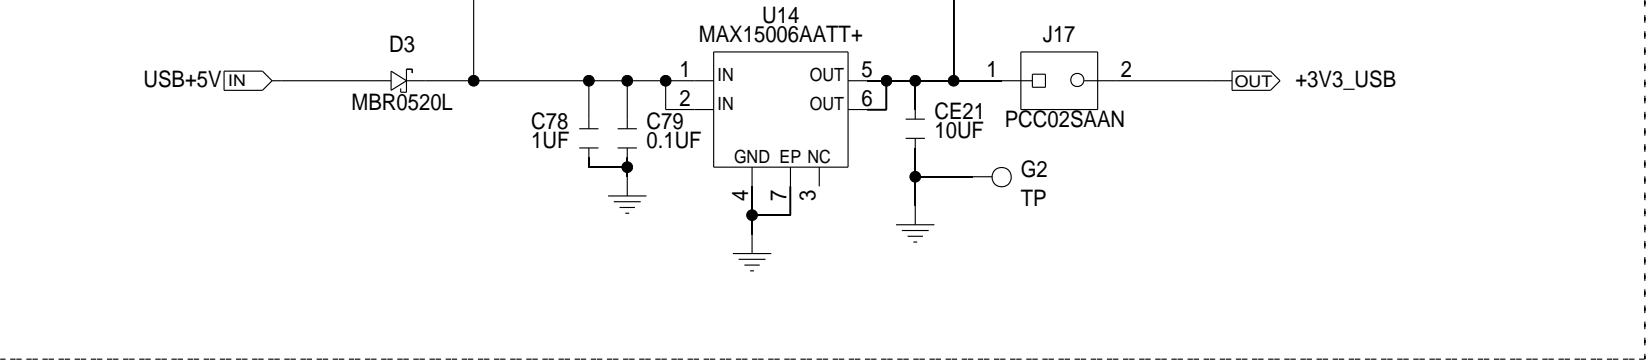 U14
MAX15006AATT+
D3
J17
USB+5V IN
MBR0520L
1 IN
2 IN
OUT 5
OUT 6
1
2
OUT +3V3_USB
PCC02SAAN
C78
1UF
C79
0.1UF
CE21
10UF
GND EP NC
4 7 3
G2
TP